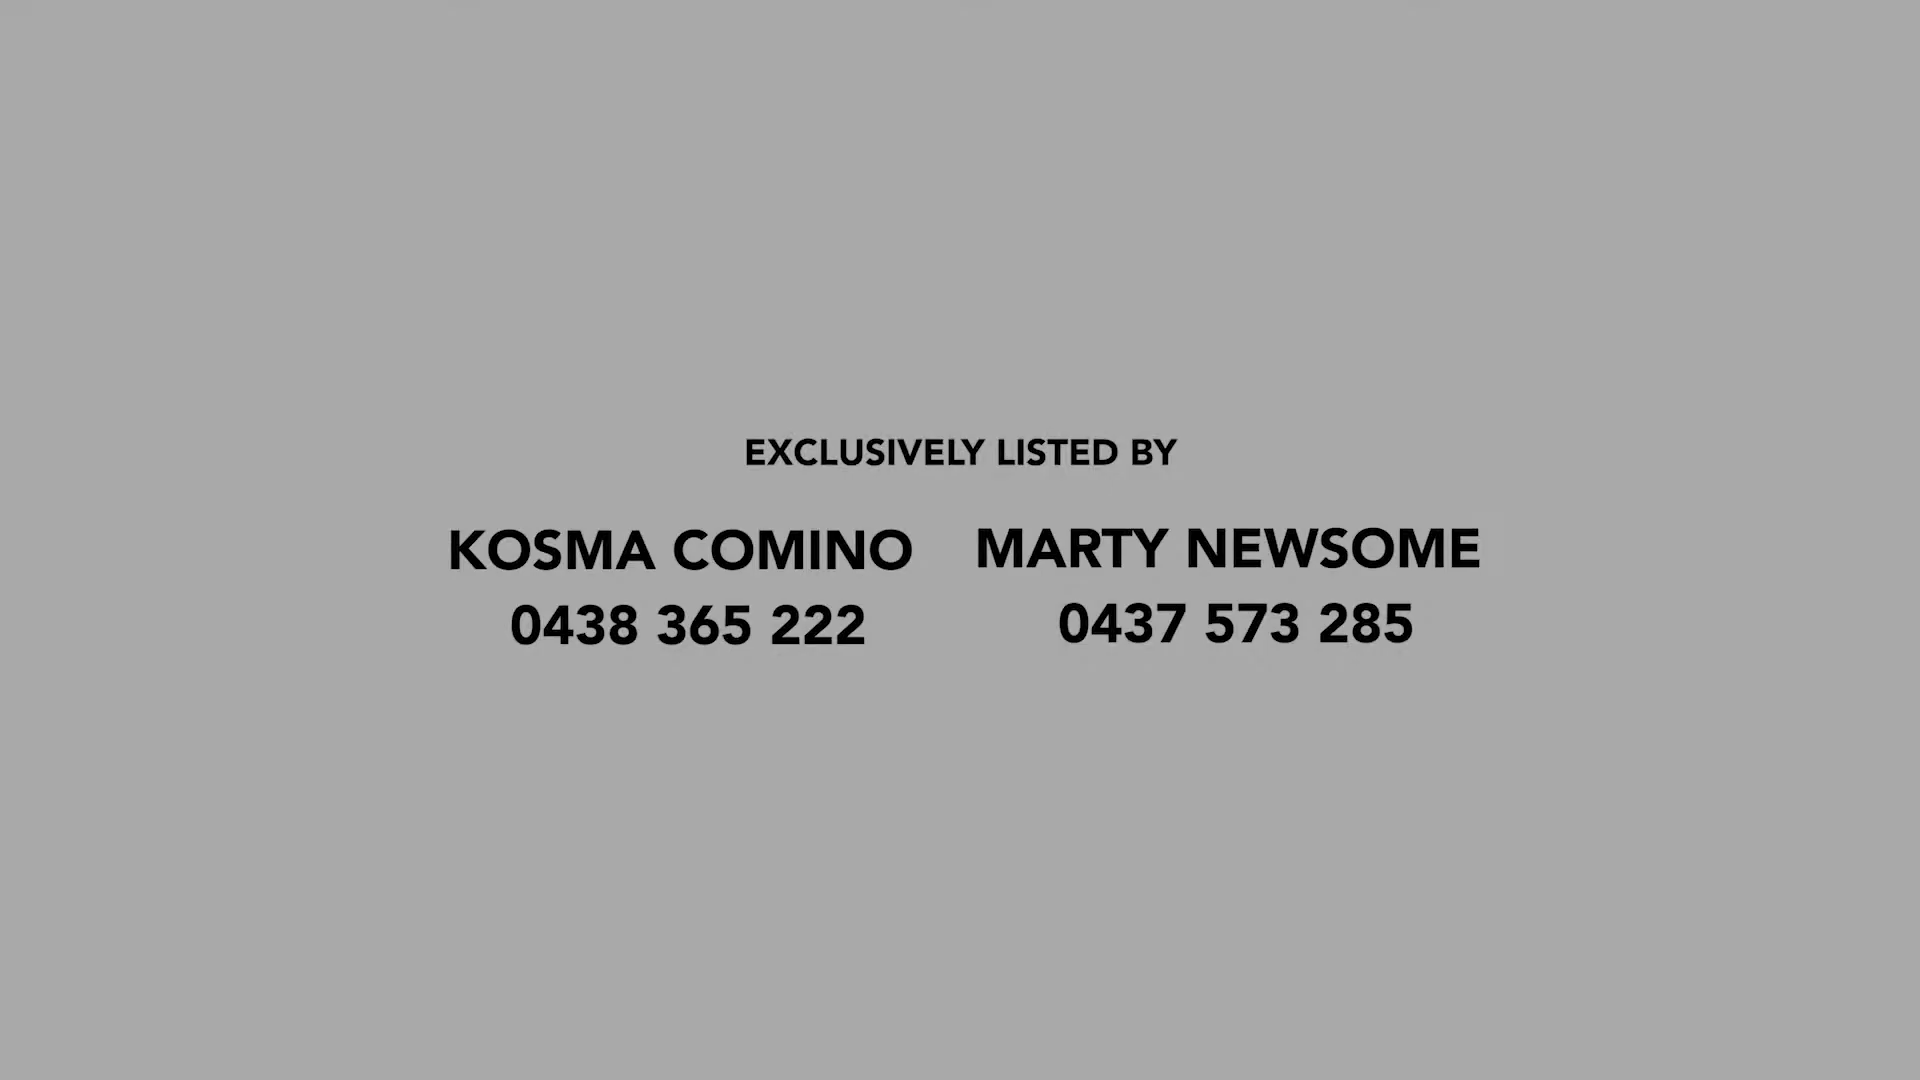 EXCLUSIVELY LISTED BY
KOSMA COMINO
0438 365 222
MARTY NEWSOME
0437 573 285